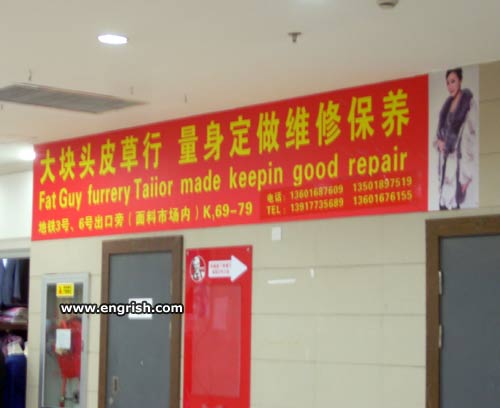 大块头皮草行 量身定做维修保养
Fat Guy furrery Taiior made keepin good repair
地铁3号、6号出口旁(面料市场内)K,69-79
电话:13601687609 13501897519
TEL:13917735689 13601676155
www.engrish.com